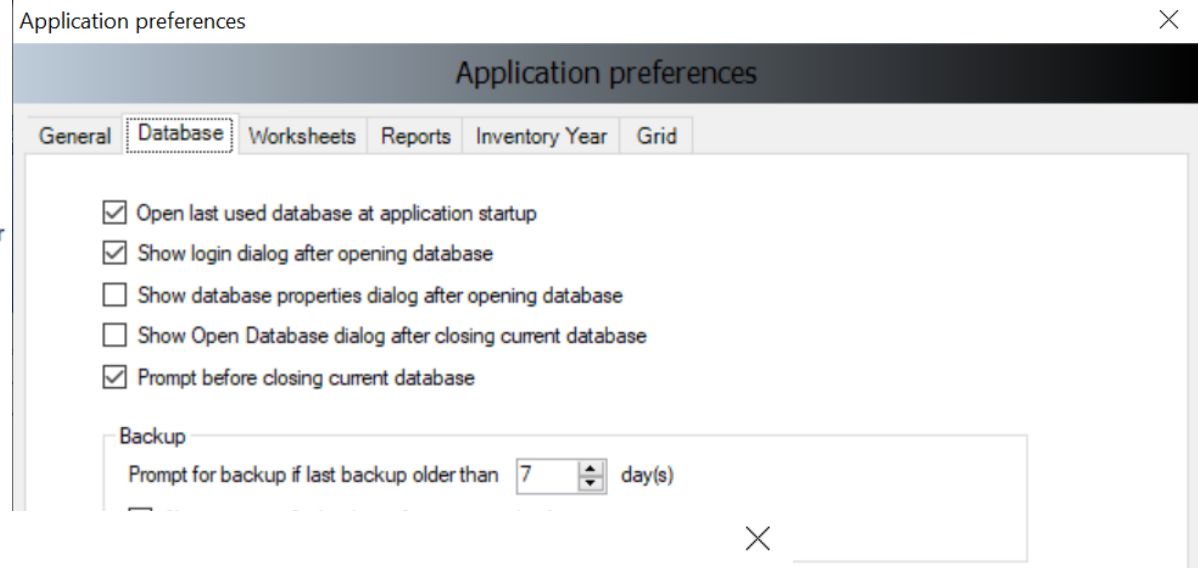 Application preferences
Application preferences
General Database Worksheets Reports Inventory Year Grid
Open last used database at application startup
r
Show login dialog after opening database
Show database properties dialog after opening database
Show Open Database dialog after closing current database
Prompt before closing current database
Backup
Prompt for backup if last backup older than 7 day(s)